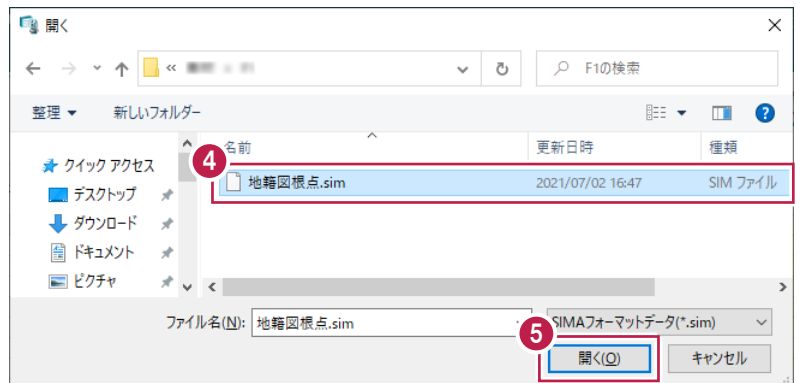 開く
F1の検索
整理 新しいフォルダー
名前 更新日時 種類
4
クイック アクセス
地籍図根点.sim 2021/07/02 16:47 SIM ファイル
デスクトップ
ダウンロード
ドキュメント
ピクチャ
ファイル名(N): 地籍図根点.sim SIMAフォーマットデータ(*.sim)
5
開く(O) キャンセル